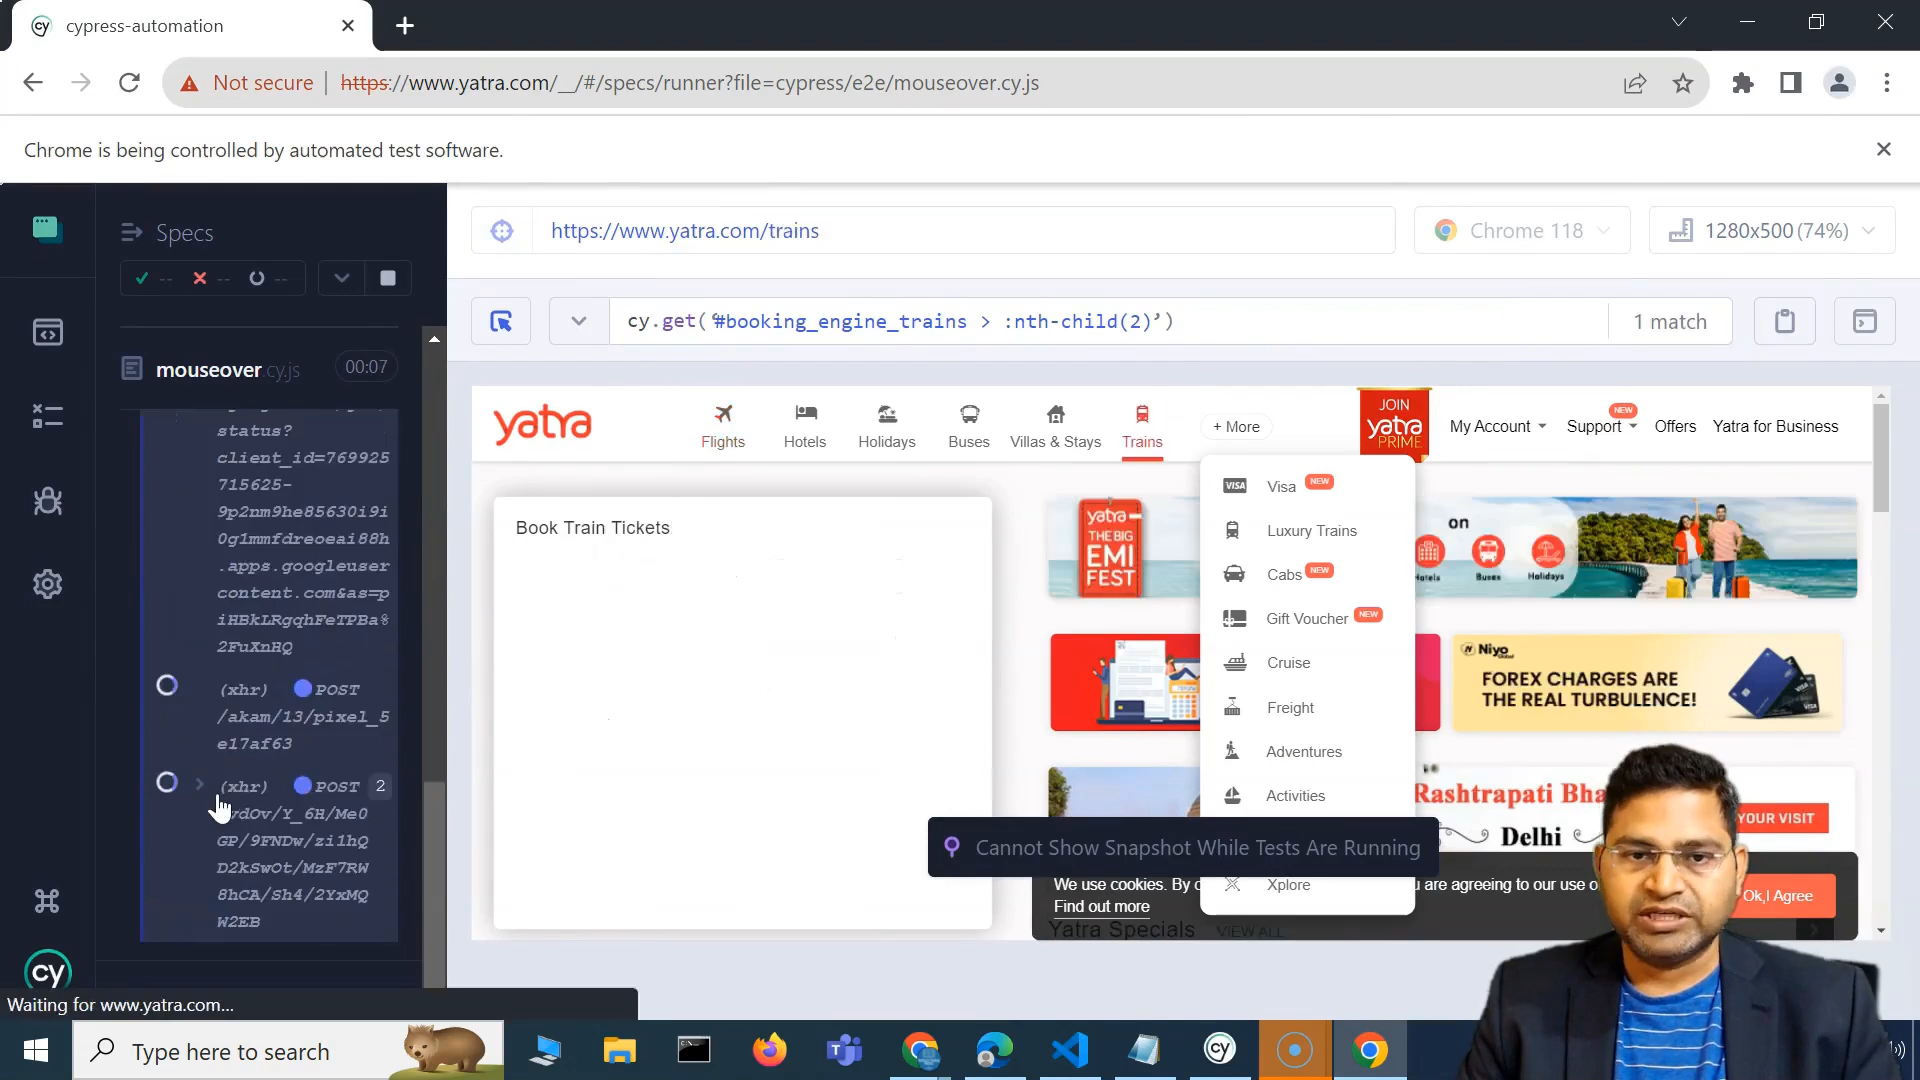 cypress-automation
Not secure
https://www.yatra.com/__/#/specs/runner?file=cypress/e2e/mouseover.cy.js
Chrome is being controlled by automated test software.
Specs
--
--
--
mouseover.cy.js
00:07
status?
client_id=769925
715625-
9p2nm9he85630i9i
0g1mmfdreoeai88h
.apps.googleuser
content.com&as=p
iHBkLRgqhFeTPBa%
2FuXnHQ
(xhr) POST
/akam/13/pixel_5
e17af63
(xhr) POST 2
GP/9FNDw/zi1hQ
D2kSwOt/MzF7RW
8hCA/Sh4/2YxMQ
W2EB
cy
https://www.yatra.com/trains
Chrome 118
1280x500 (74%)
cy.get('#booking_engine_trains > :nth-child(2)')
1 match
yatra
Flights
Hotels
Holidays
Buses
Villas & Stays
Trains
+ More
JOIN
yatra
PRIME
My Account
Support
NEW
Offers
Yatra for Business
Visa NEW
Luxury Trains
Cabs NEW
Gift Voucher NEW
Cruise
Freight
Adventures
Activities
Xplore
Book Train Tickets
yatra
THE BIG
EMI
FEST
on
Hotels
Buses
Holidays
Niyo
FOREX CHARGES ARE
THE REAL TURBULENCE!
Rashtrapati Bha
Delhi
YOUR VISIT
Cannot Show Snapshot While Tests Are Running
We use cookies. By c
u are agreeing to our use o
Find out more
Ok,I Agree
Yatra Specials
VIEW ALL
Waiting for www.yatra.com...
Type here to search